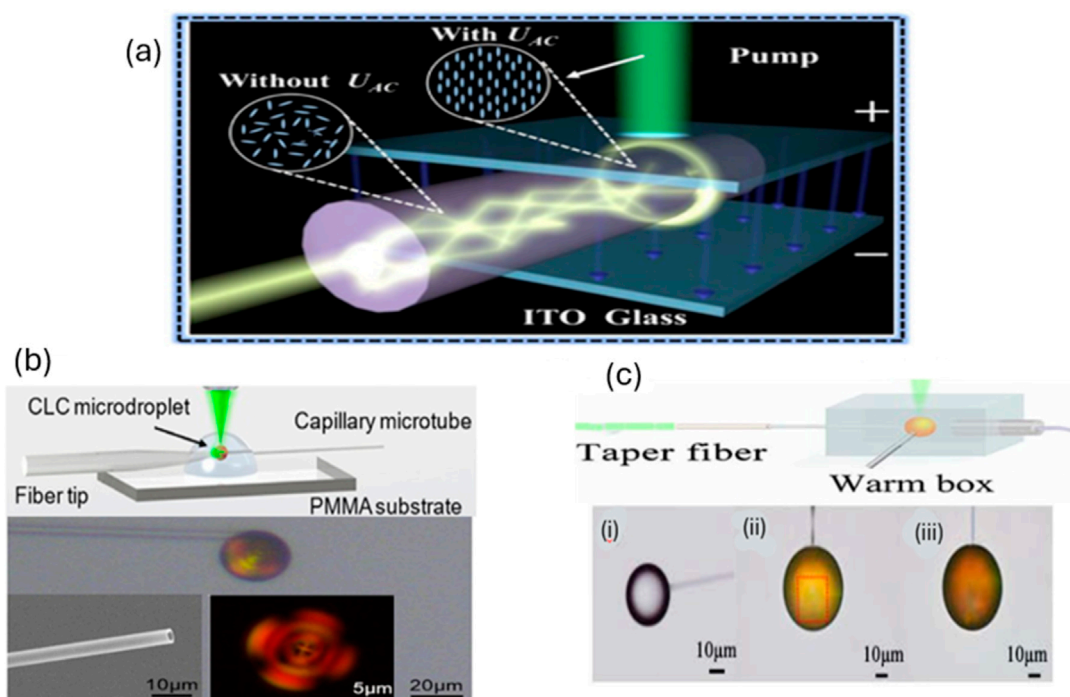 (a)
With U_AC
Without U_AC
Pump
+
−
ITO Glass
(b)
CLC microdroplet
Capillary microtube
Fiber tip
PMMA substrate
10μm
5μm
20μm
(c)
Taper fiber
Warm box
(i)
(ii)
(iii)
10μm
10μm
10μm